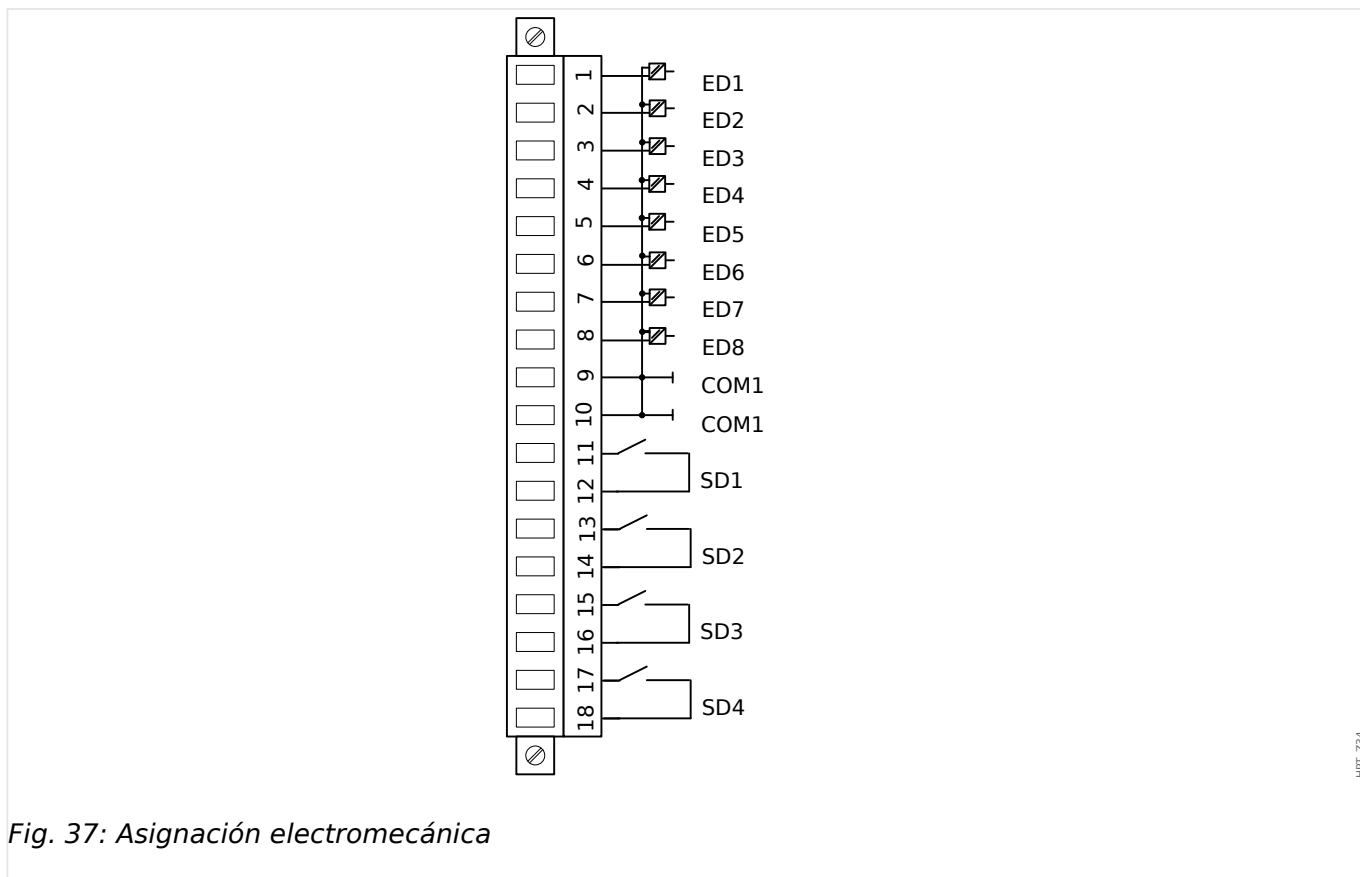 1 ED1
2 ED2
3 ED3
4 ED4
5 ED5
6 ED6
7 ED7
8 ED8
9 COM1
10 COM1
11
SD1
12
13
SD2
14
15
SD3
16
17
SD4
18
Fig. 37: Asignación electromecánica